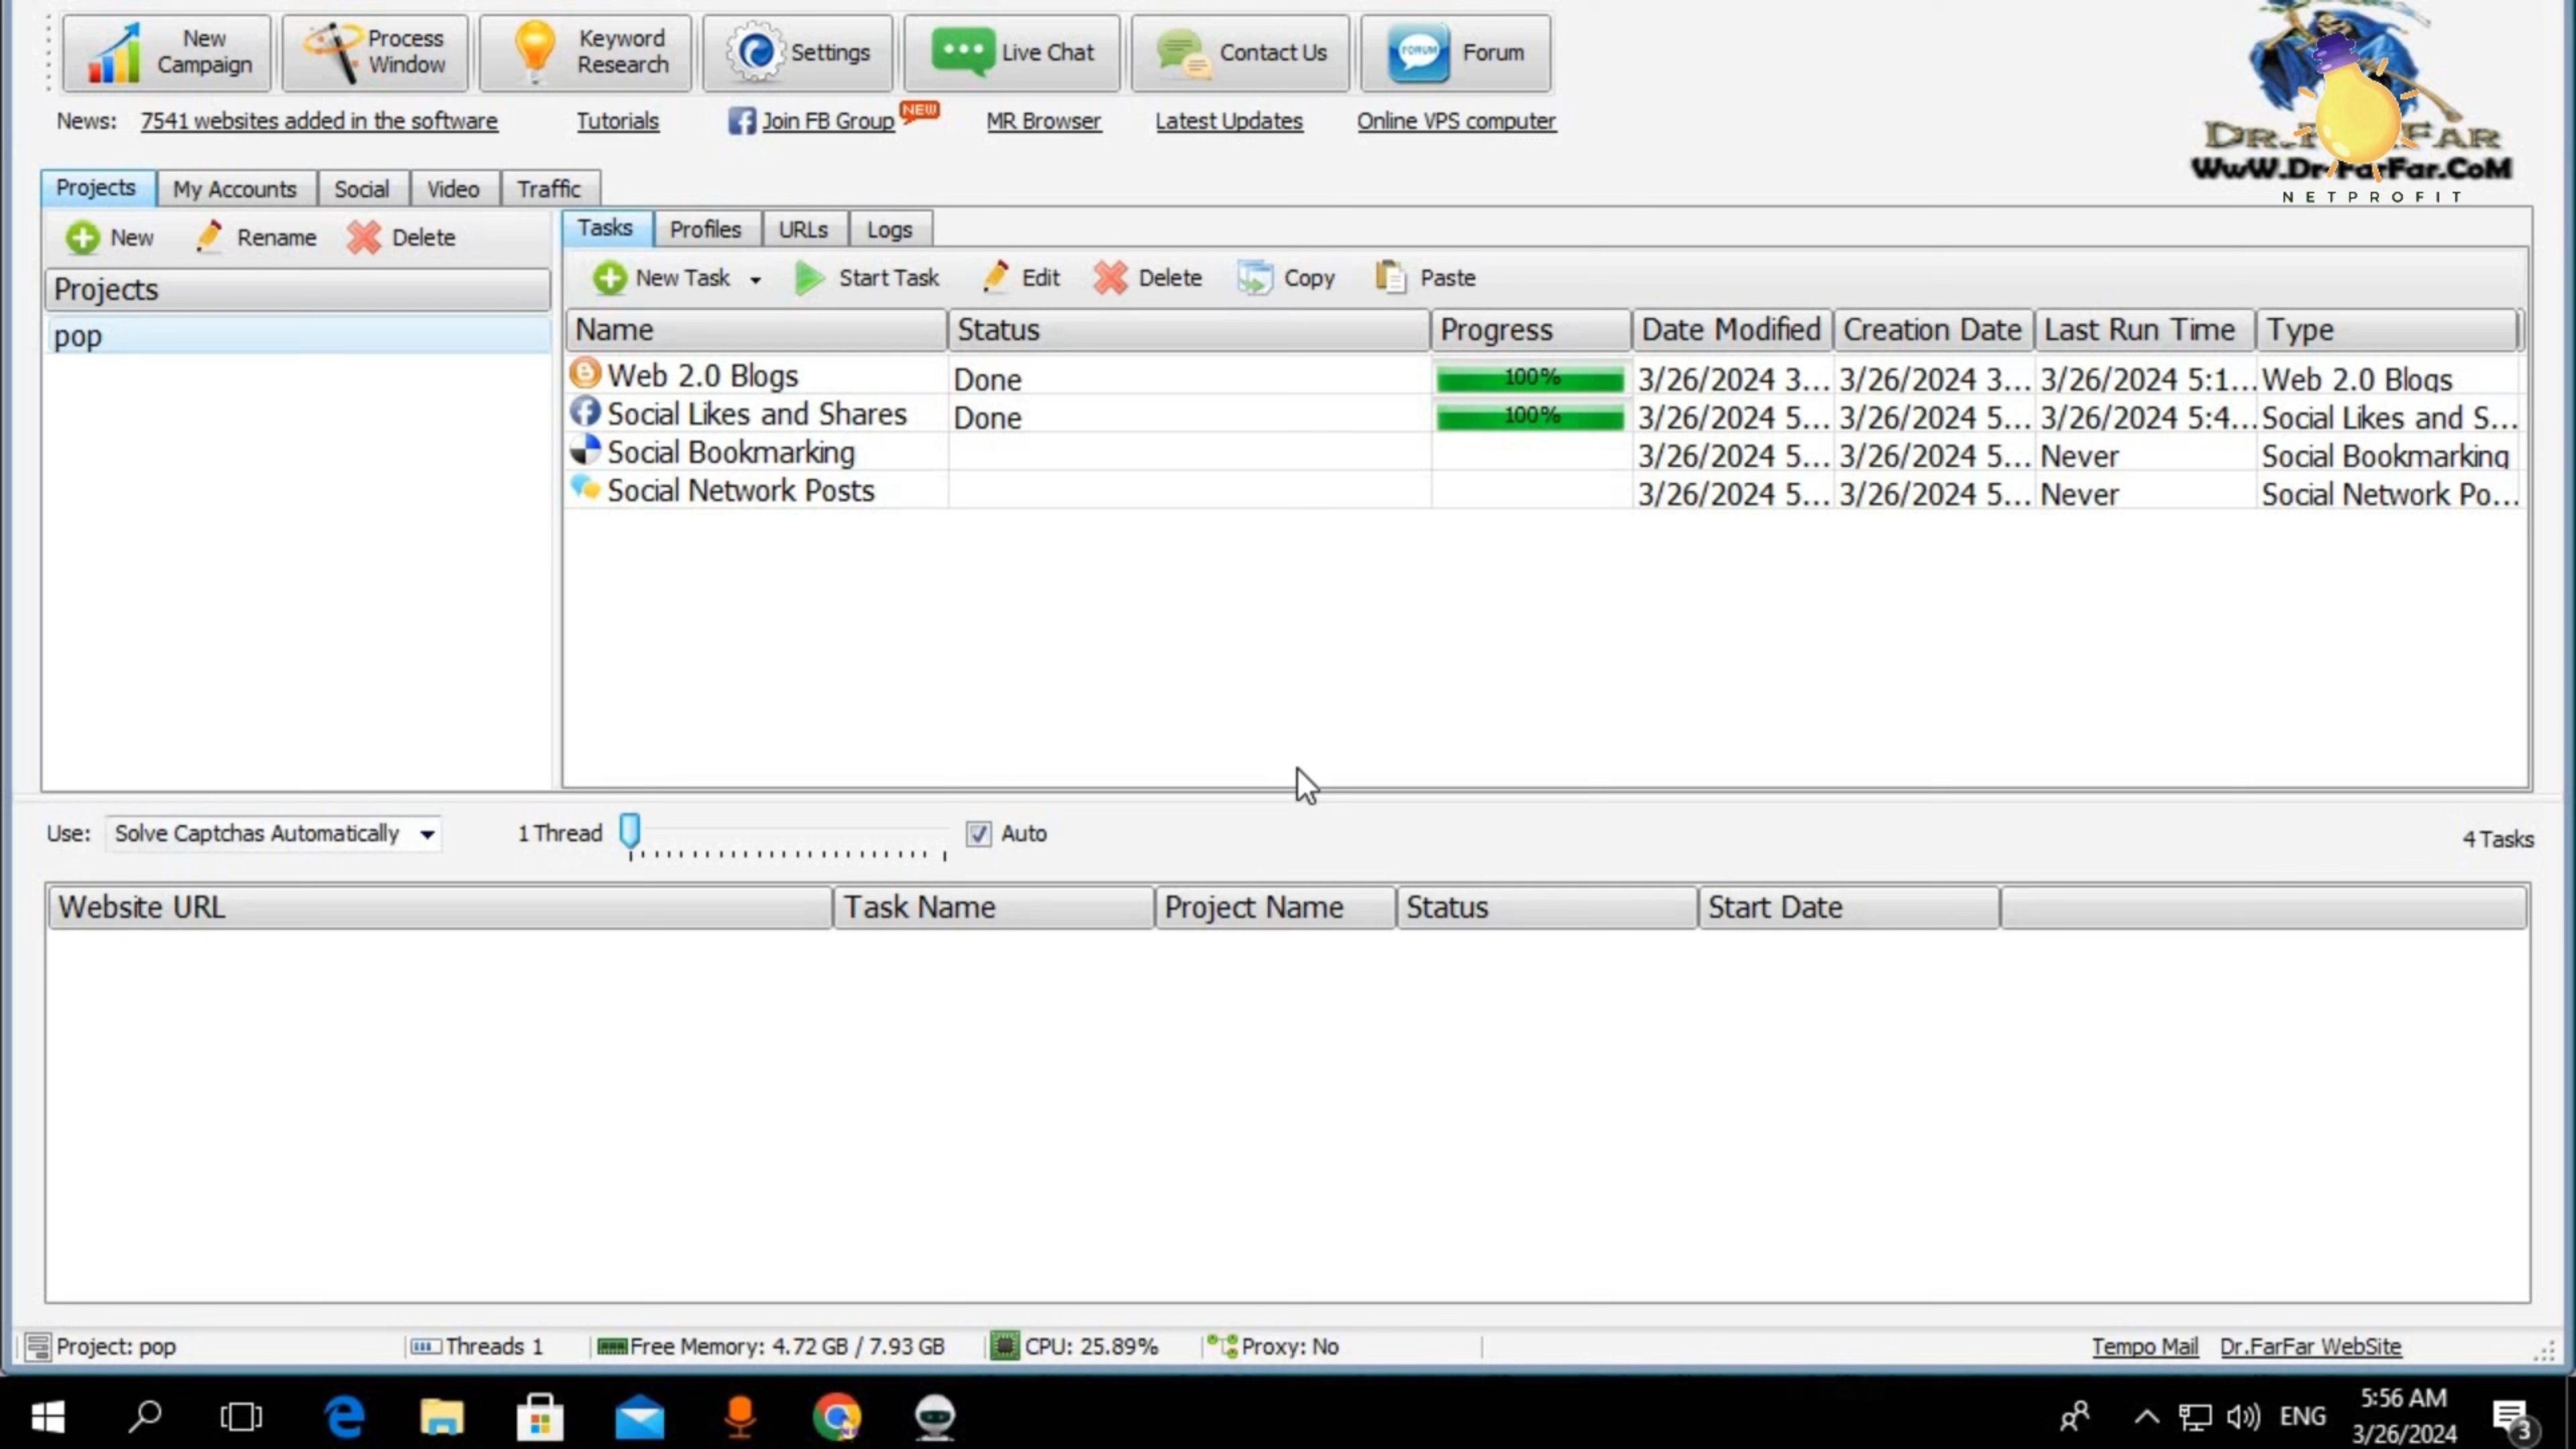 New Campaign
Process Window
Keyword Research
Settings
Live Chat
Contact Us
Forum
News: 7541 websites added in the software Tutorials Join FB Group NEW MR Browser Latest Updates Online VPS computer
WwW.Dr-FarFar.CoM
NETPROFIT
Projects My Accounts Social Video Traffic
New Rename Delete
Projects
pop
Tasks Profiles URLs Logs
New Task Start Task Edit Delete Copy Paste
Name Status Progress Date Modified Creation Date Last Run Time Type
Web 2.0 Blogs Done 100% 3/26/2024 3... 3/26/2024 3... 3/26/2024 5:1... Web 2.0 Blogs
Social Likes and Shares Done 100% 3/26/2024 5... 3/26/2024 5... 3/26/2024 5:4... Social Likes and S...
Social Bookmarking 3/26/2024 5... 3/26/2024 5... Never Social Bookmarking
Social Network Posts 3/26/2024 5... 3/26/2024 5... Never Social Network Po...
Use: Solve Captchas Automatically 1 Thread Auto 4 Tasks
Website URL Task Name Project Name Status Start Date
Project: pop Threads 1 Free Memory: 4.72 GB / 7.93 GB CPU: 25.89% Proxy: No Tempo Mail Dr.FarFar WebSite
ENG
5:56 AM
3/26/2024
3